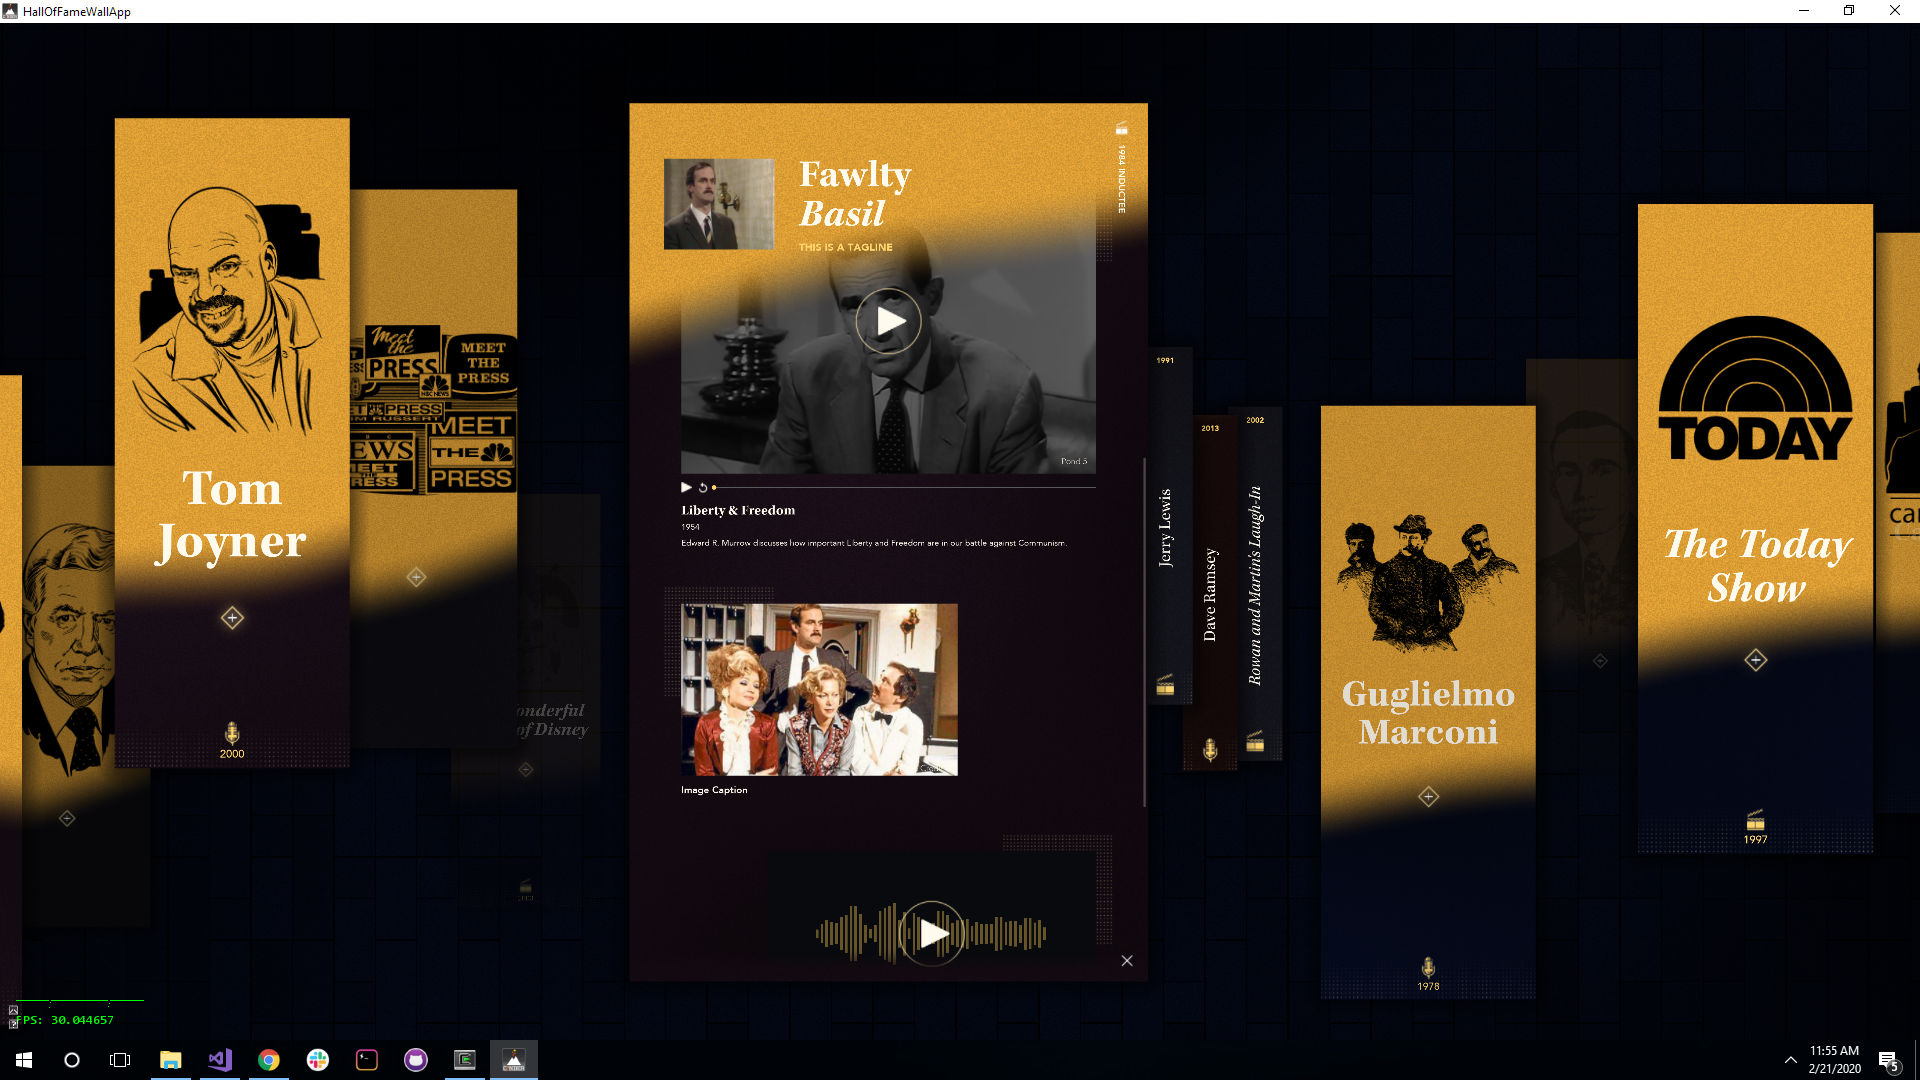 HallOfFameWallApp
Tom
Joyner
2000
Meet
the
PRESS
MEET
THE
PRESS
NBC NEWS
PRESS
MEET
THE
PRESS
MEET
THE
PRESS
onderful
of Disney
Fawlty
Basil
THIS IS A TAGLINE
1984 INDUCTEE
Pond 5
Liberty & Freedom
1954
Edward R. Murrow discusses how important Liberty and Freedom are in our battle against Communism.
Image Caption
1991
Jerry Lewis
2013
Dave Ramsey
2002
Rowan and Martin's Laugh-In
Guglielmo
Marconi
1978
TODAY
The Today
Show
1997
car
FPS: 30.044657
11:55 AM
2/21/2020
5